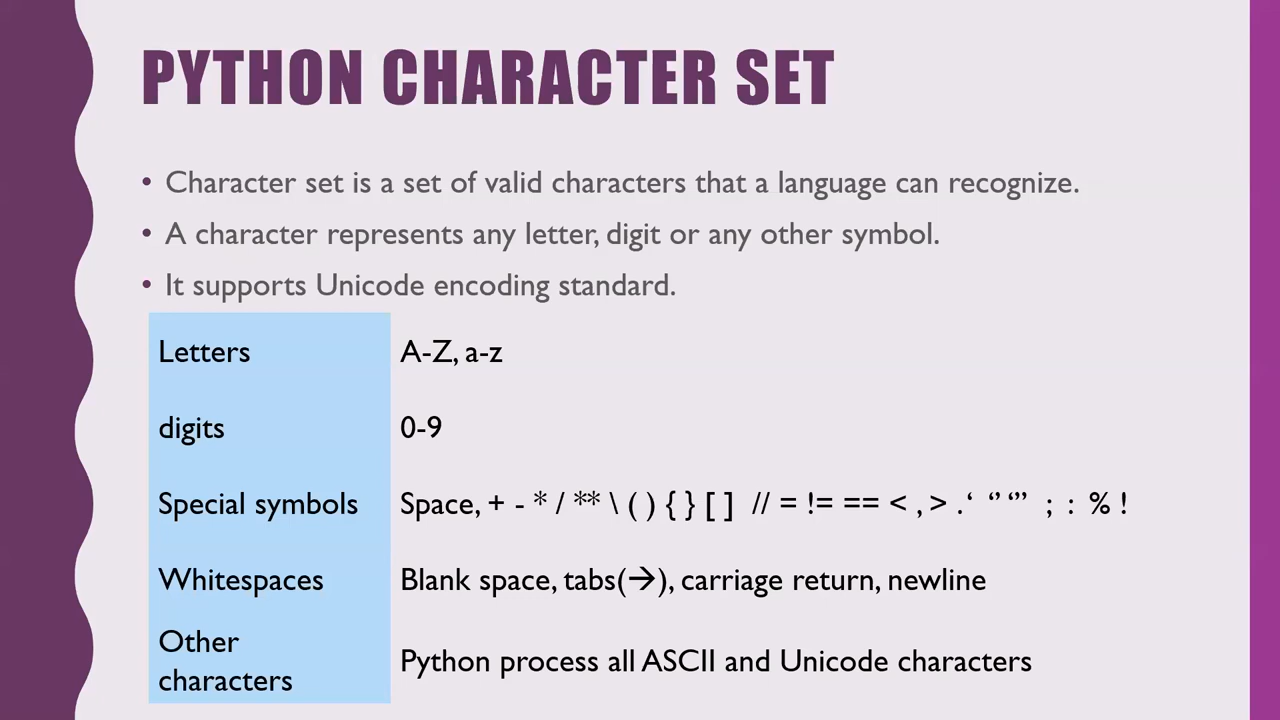 PYTHON CHARACTER SET
• Character set is a set of valid characters that a language can recognize.
• A character represents any letter, digit or any other symbol.
• It supports Unicode encoding standard.
Letters A-Z, a-z
digits 0-9
Special symbols Space, + - * / ** \ ( ) { } [ ] // = != == < , > . ‘ ‘’ ‘’’ ; : % !
Whitespaces Blank space, tabs(→), carriage return, newline
Other
characters
Python process all ASCII and Unicode characters